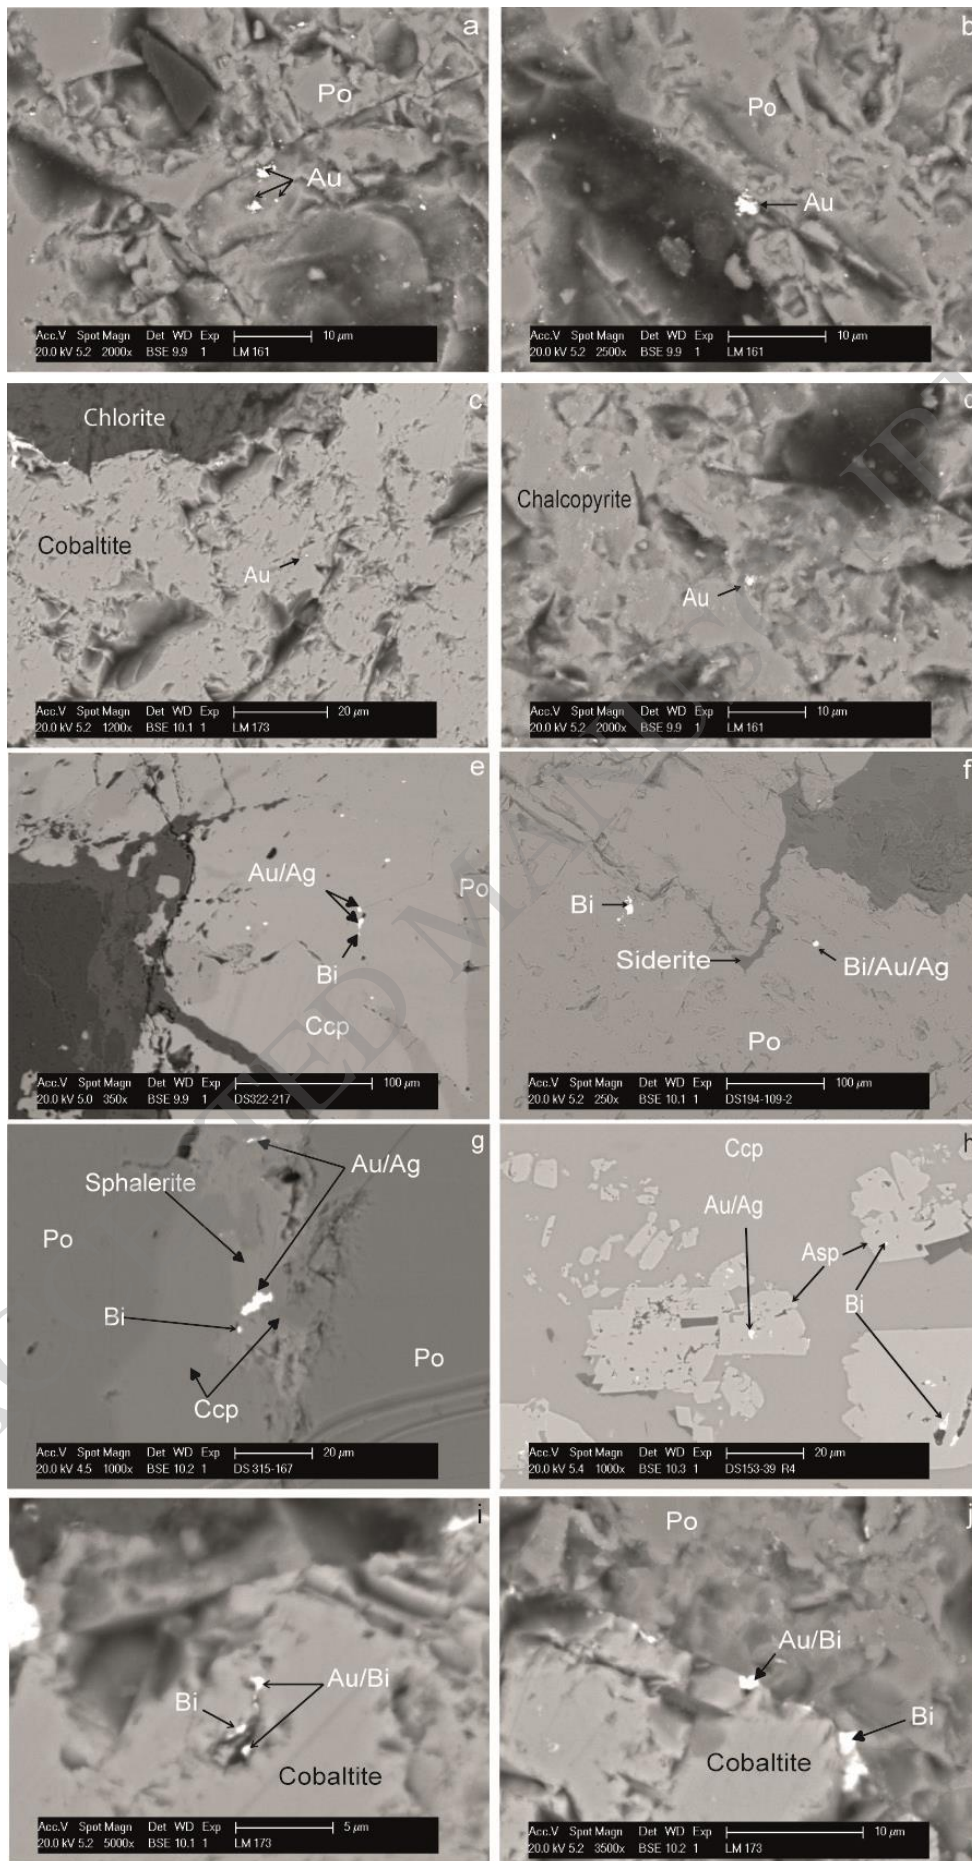 a
Po
Au
Acc.V Spot Magn Det WD Exp 10 µm
20.0 kV 5.2 2000x BSE 9.9 1 LM 161
b
Po
Au
Acc.V Spot Magn Det WD Exp 10 µm
20.0 kV 5.2 2500x BSE 9.9 1 LM 161
c
Chlorite
Cobaltite
Au
Acc.V Spot Magn Det WD Exp 20 µm
20.0 kV 5.2 1200x BSE 10.1 1 LM 173
d
Chalcopyrite
Au
Acc.V Spot Magn Det WD Exp 10 µm
20.0 kV 5.2 2000x BSE 9.9 1 LM 161
e
Au/Ag
Po
Bi
Ccp
Acc.V Spot Magn Det WD Exp 100 µm
20.0 kV 5.0 350x BSE 9.9 1 DS322-217
f
Bi
Siderite
Bi/Au/Ag
Po
Acc.V Spot Magn Det WD Exp 100 µm
20.0 kV 5.2 250x BSE 10.1 1 DS194-109-2
g
Au/Ag
Sphalerite
Po
Bi
Po
Ccp
Acc.V Spot Magn Det WD Exp 20 µm
20.0 kV 4.5 1000x BSE 10.2 1 DS 315-167
h
Ccp
Au/Ag
Asp
Bi
Acc.V Spot Magn Det WD Exp 20 µm
20.0 kV 5.4 1000x BSE 10.3 1 DS153-39 R4
i
Au/Bi
Bi
Cobaltite
Acc.V Spot Magn Det WD Exp 5 µm
20.0 kV 5.2 5000x BSE 10.1 1 LM 173
j
Po
Au/Bi
Bi
Cobaltite
Acc.V Spot Magn Det WD Exp 10 µm
20.0 kV 5.2 3500x BSE 10.2 1 LM 173